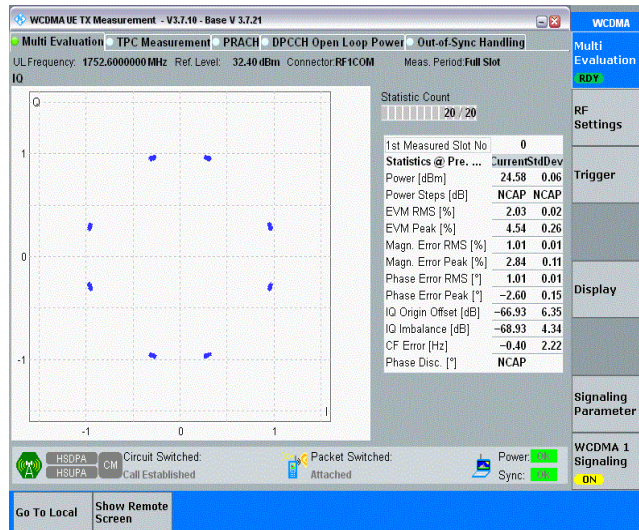 WCDMA UE TX Measurement - V3.7.10 - Base V 3.7.21
WCDMA
Multi Evaluation TPC Measurement PRACH DPCCH Open Loop Power Out-of-Sync Handling
Multi Evaluation
RDY
UL Frequency: 1752.6000000 MHz Ref. Level: 32.40 dBm Connector:RF1COM Meas. Period:Full Slot
IQ
Q
1
0
-1
-1 0 1
I
Statistic Count
20 / 20
1st Measured Slot No 0
Statistics @ Pre. ... Current StdDev
Power [dBm] 24.58 0.06
Power Steps [dB] NCAP NCAP
EVM RMS [%] 2.03 0.02
EVM Peak [%] 4.54 0.26
Magn. Error RMS [%] 1.01 0.01
Magn. Error Peak [%] 2.84 0.11
Phase Error RMS [°] 1.01 0.01
Phase Error Peak [°] -2.60 0.15
IQ Origin Offset [dB] -66.93 6.35
IQ Imbalance [dB] -68.93 4.34
CF Error [Hz] -0.40 2.22
Phase Disc. [°] NCAP
RF Settings
Trigger
Display
Signaling Parameter
WCDMA 1 Signaling
ON
HSDPA
HSUPA
CM
Circuit Switched:
Call Established
Packet Switched:
Attached
Power: OK
Sync: OK
Go To Local
Show Remote Screen